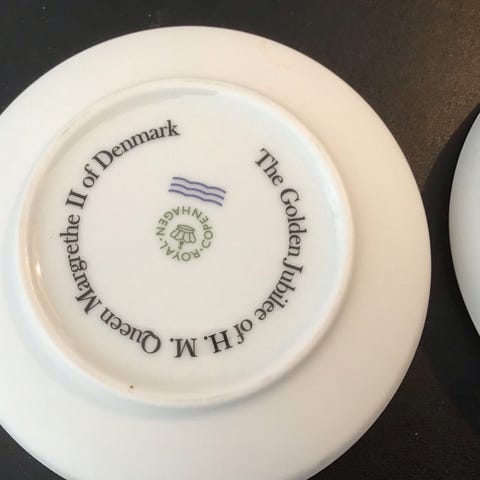 The Golden Jubilee of H. M. Queen Margrethe II of Denmark
ROYAL
COPENHAGEN